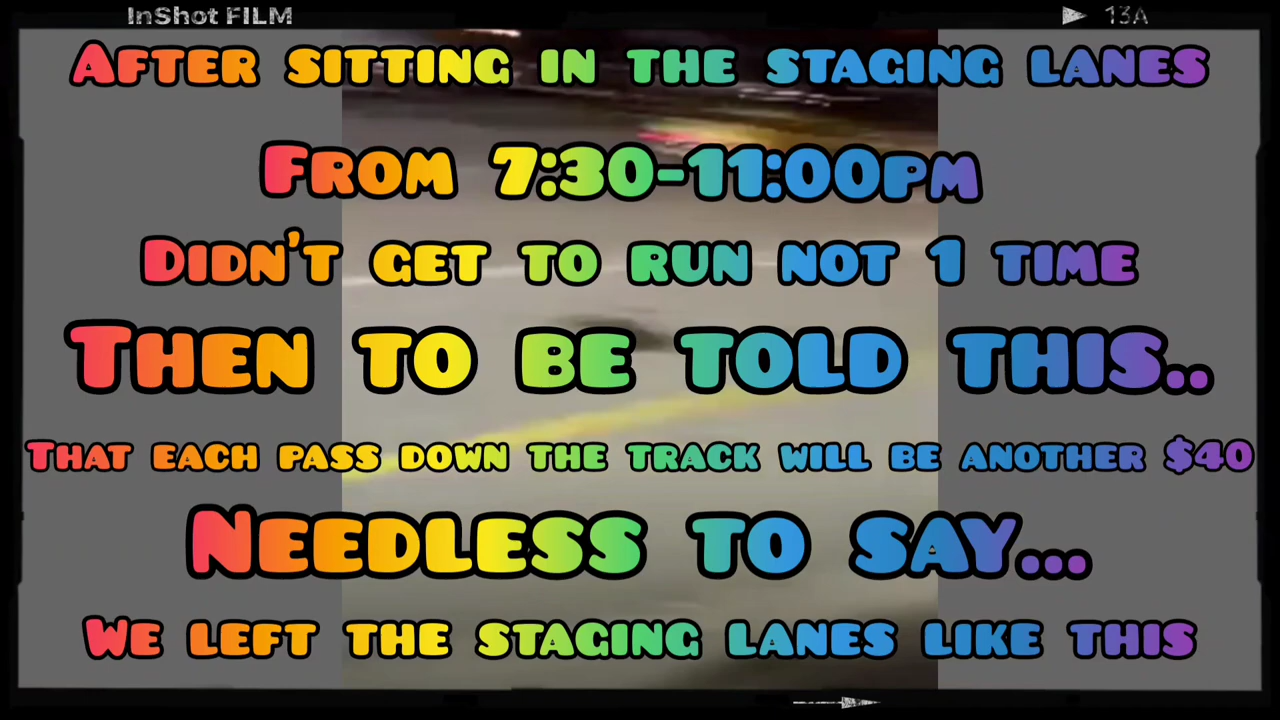 InShot FILM
13A
After sitting in the staging lanes
From 7:30-11:00pm
Didn't get to run not 1 time
Then to be told this..
That each pass down the track will be another $40
Needless to say...
We left the staging lanes like this